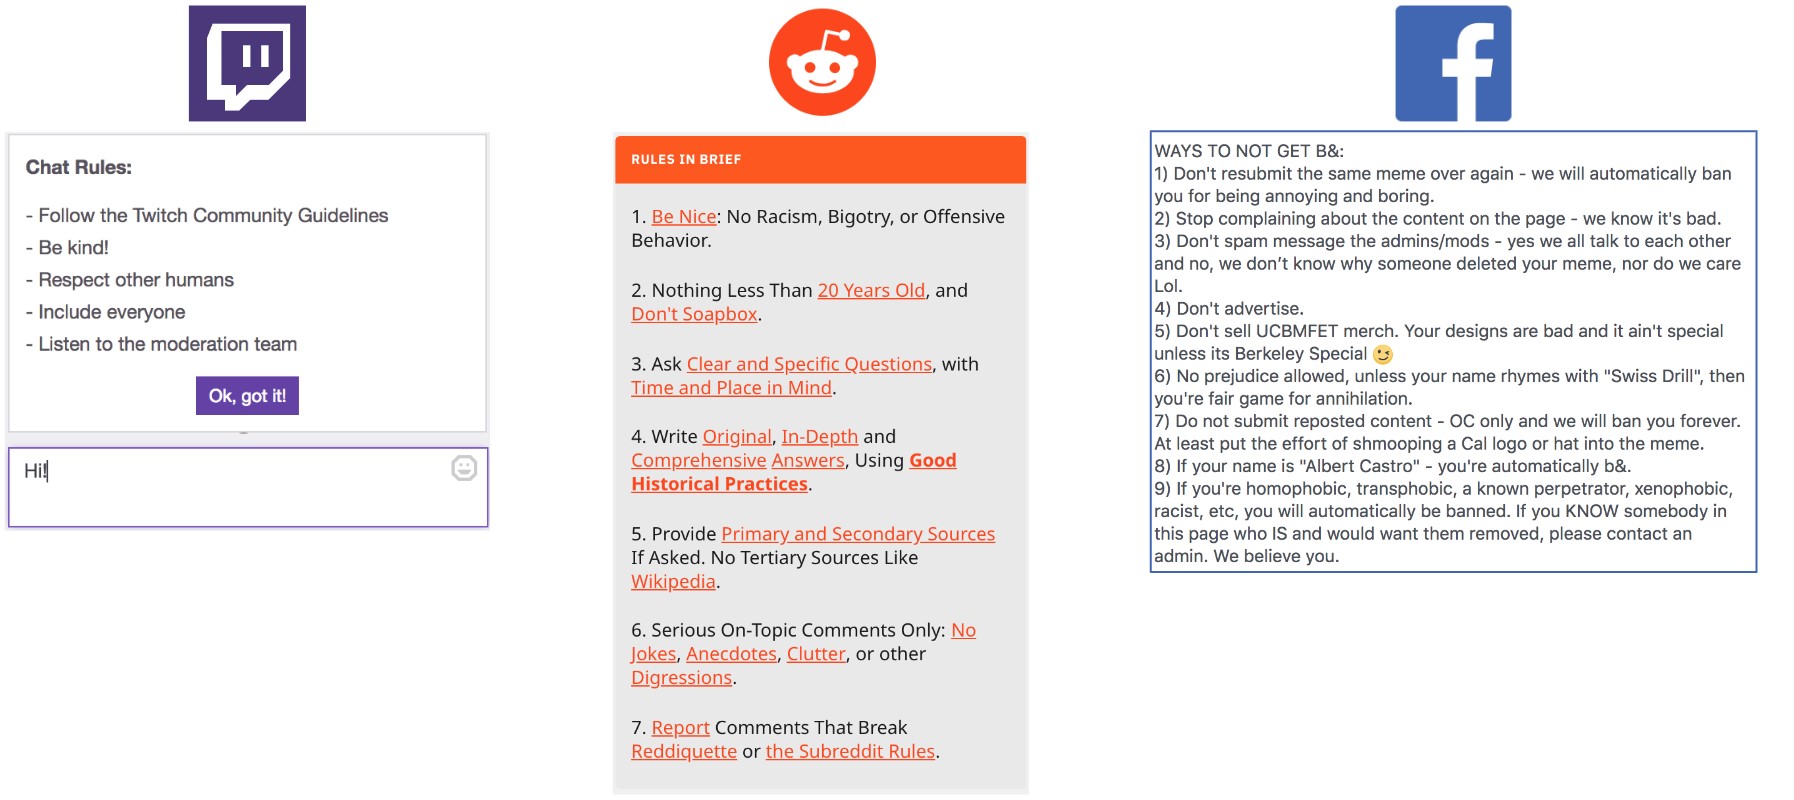 Chat Rules:
- Follow the Twitch Community Guidelines
- Be kind!
- Respect other humans
- Include everyone
- Listen to the moderation team
Ok, got it!
Hi!
RULES IN BRIEF
1. Be Nice: No Racism, Bigotry, or Offensive
Behavior.
2. Nothing Less Than 20 Years Old, and
Don't Soapbox.
3. Ask Clear and Specific Questions, with
Time and Place in Mind.
4. Write Original, In-Depth and
Comprehensive Answers, Using Good
Historical Practices.
5. Provide Primary and Secondary Sources
If Asked. No Tertiary Sources Like
Wikipedia.
6. Serious On-Topic Comments Only: No
Jokes, Anecdotes, Clutter, or other
Digressions.
7. Report Comments That Break
Reddiquette or the Subreddit Rules.
WAYS TO NOT GET B&:
1) Don't resubmit the same meme over again - we will automatically ban
you for being annoying and boring.
2) Stop complaining about the content on the page - we know it's bad.
3) Don't spam message the admins/mods - yes we all talk to each other
and no, we don’t know why someone deleted your meme, nor do we care
Lol.
4) Don't advertise.
5) Don't sell UCBMFET merch. Your designs are bad and it ain't special
unless its Berkeley Special 😉
6) No prejudice allowed, unless your name rhymes with "Swiss Drill", then
you're fair game for annihilation.
7) Do not submit reposted content - OC only and we will ban you forever.
At least put the effort of shmooping a Cal logo or hat into the meme.
8) If your name is "Albert Castro" - you're automatically b&.
9) If you're homophobic, transphobic, a known perpetrator, xenophobic,
racist, etc, you will automatically be banned. If you KNOW somebody in
this page who IS and would want them removed, please contact an
admin. We believe you.